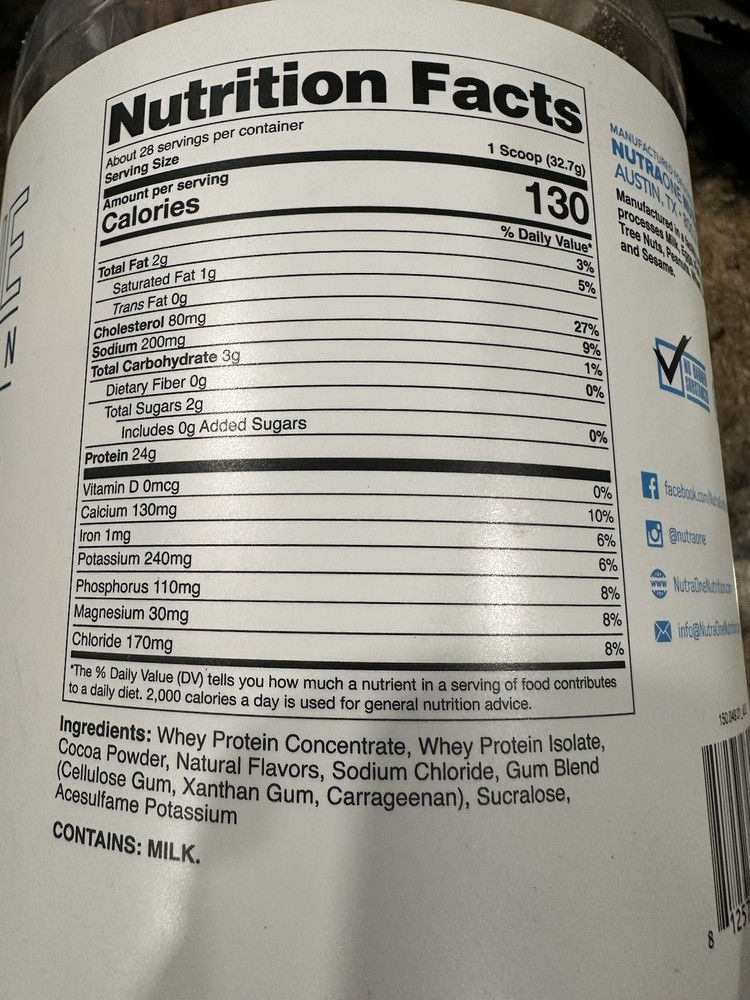 Nutrition Facts
About 28 servings per container
Serving Size 1 Scoop (32.7g)
Amount per serving
Calories 130
% Daily Value*
Total Fat 2g 3%
Saturated Fat 1g 5%
Trans Fat 0g
Cholesterol 80mg 27%
Sodium 200mg 9%
Total Carbohydrate 3g 1%
Dietary Fiber 0g 0%
Total Sugars 2g
Includes 0g Added Sugars 0%
Protein 24g
Vitamin D 0mcg 0%
Calcium 130mg 10%
Iron 1mg 6%
Potassium 240mg 6%
Phosphorus 110mg 8%
Magnesium 30mg 8%
Chloride 170mg 8%
*The % Daily Value (DV) tells you how much a nutrient in a serving of food contributes
to a daily diet. 2,000 calories a day is used for general nutrition advice.
Ingredients: Whey Protein Concentrate, Whey Protein Isolate,
Cocoa Powder, Natural Flavors, Sodium Chloride, Gum Blend
(Cellulose Gum, Xanthan Gum, Carrageenan), Sucralose,
Acesulfame Potassium
CONTAINS: MILK.
MANUFACTURED
NUTRAONE
AUSTIN, TX
Manufactured in a
processes Milk,
Tree Nuts,
and Sesame.
facebook.com/
@nutraone
www
N
8